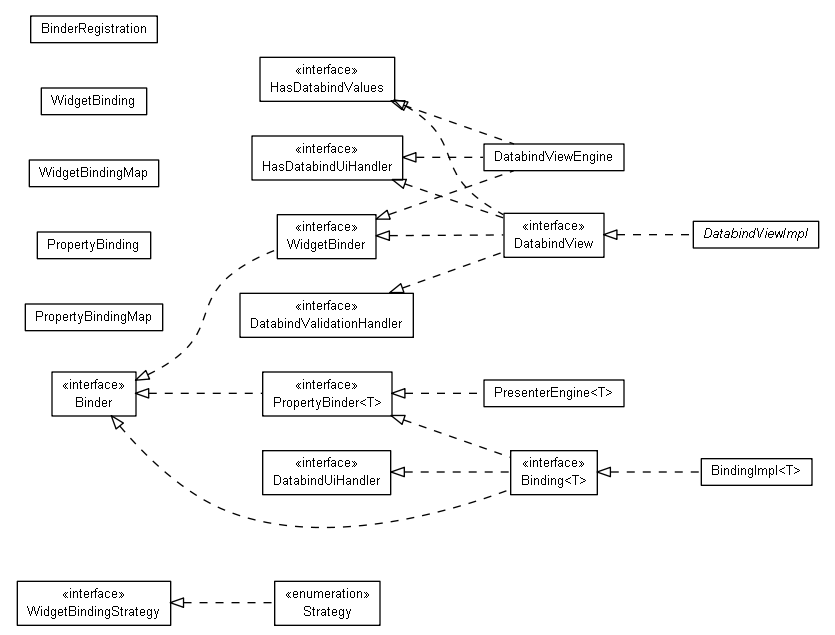 BinderRegistration
WidgetBinding
WidgetBindingMap
PropertyBinding
PropertyBindingMap
«interface»
Binder
«interface»
WidgetBindingStrategy
«interface»
HasDatabindValues
«interface»
HasDatabindUiHandler
«interface»
WidgetBinder
«interface»
DatabindValidationHandler
«interface»
PropertyBinder<T>
«interface»
DatabindUiHandler
«enumeration»
Strategy
DatabindViewEngine
«interface»
DatabindView
PresenterEngine<T>
«interface»
Binding<T>
DatabindViewImpl
BindingImpl<T>